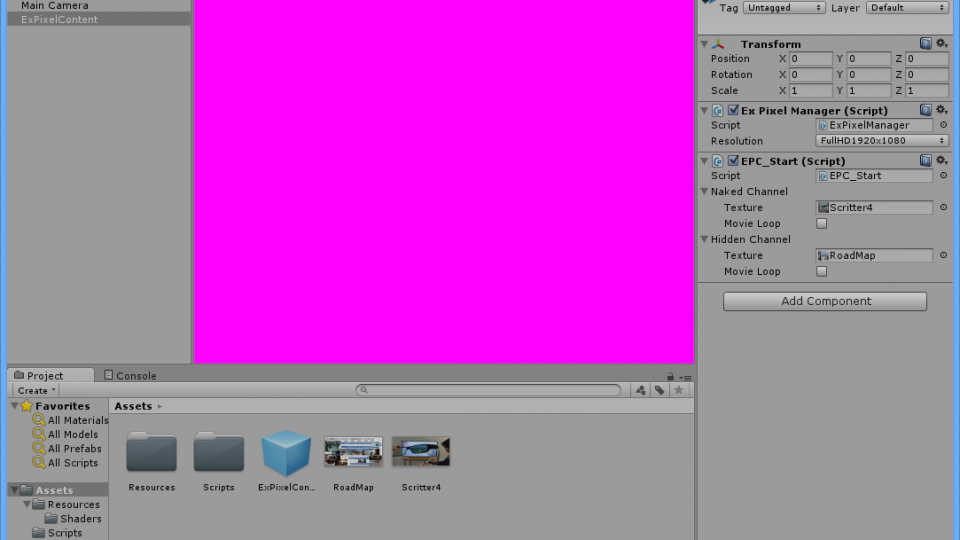 Main Camera
ExPixelContent
Tag Untagged Layer Default
Transform
Position X 0 Y 0 Z 0
Rotation X 0 Y 0 Z 0
Scale X 1 Y 1 Z 1
Ex Pixel Manager (Script)
Script ExPixelManager
Resolution FullHD1920x1080
EPC_Start (Script)
Script EPC_Start
Naked Channel
Texture Scritter4
Movie Loop
Hidden Channel
Texture RoadMap
Movie Loop
Add Component
Project Console
Create
Favorites
All Materials
All Models
All Prefabs
All Scripts
Assets
Resources
Shaders
Scripts
Assets
Resources Scripts ExPixelCon... RoadMap Scritter4